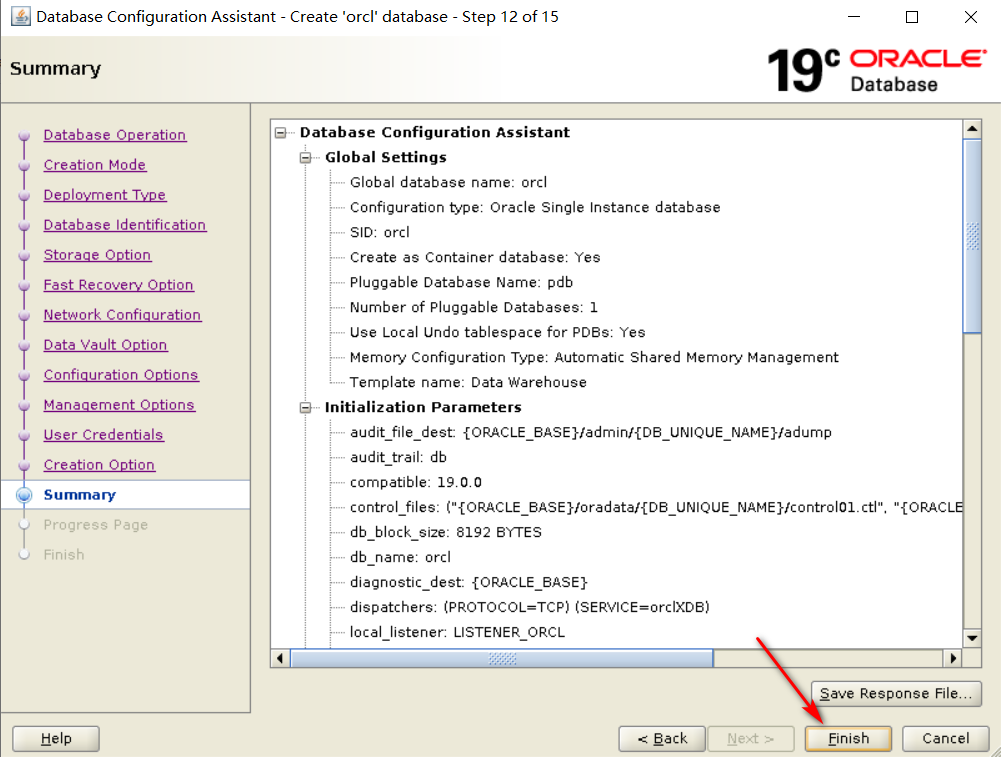 Database Configuration Assistant - Create 'orcl' database - Step 12 of 15
Summary
19c ORACLE
Database
Database Operation
Creation Mode
Deployment Type
Database Identification
Storage Option
Fast Recovery Option
Network Configuration
Data Vault Option
Configuration Options
Management Options
User Credentials
Creation Option
Summary
Progress Page
Finish
Database Configuration Assistant
Global Settings
Global database name: orcl
Configuration type: Oracle Single Instance database
SID: orcl
Create as Container database: Yes
Pluggable Database Name: pdb
Number of Pluggable Databases: 1
Use Local Undo tablespace for PDBs: Yes
Memory Configuration Type: Automatic Shared Memory Management
Template name: Data Warehouse
Initialization Parameters
audit_file_dest: {ORACLE_BASE}/admin/{DB_UNIQUE_NAME}/adump
audit_trail: db
compatible: 19.0.0
control_files: ("{ORACLE_BASE}/oradata/{DB_UNIQUE_NAME}/control01.ctl", "{ORACLE
db_block_size: 8192 BYTES
db_name: orcl
diagnostic_dest: {ORACLE_BASE}
dispatchers: (PROTOCOL=TCP) (SERVICE=orclXDB)
local_listener: LISTENER_ORCL
Save Response File...
Help
< Back
Next >
Finish
Cancel